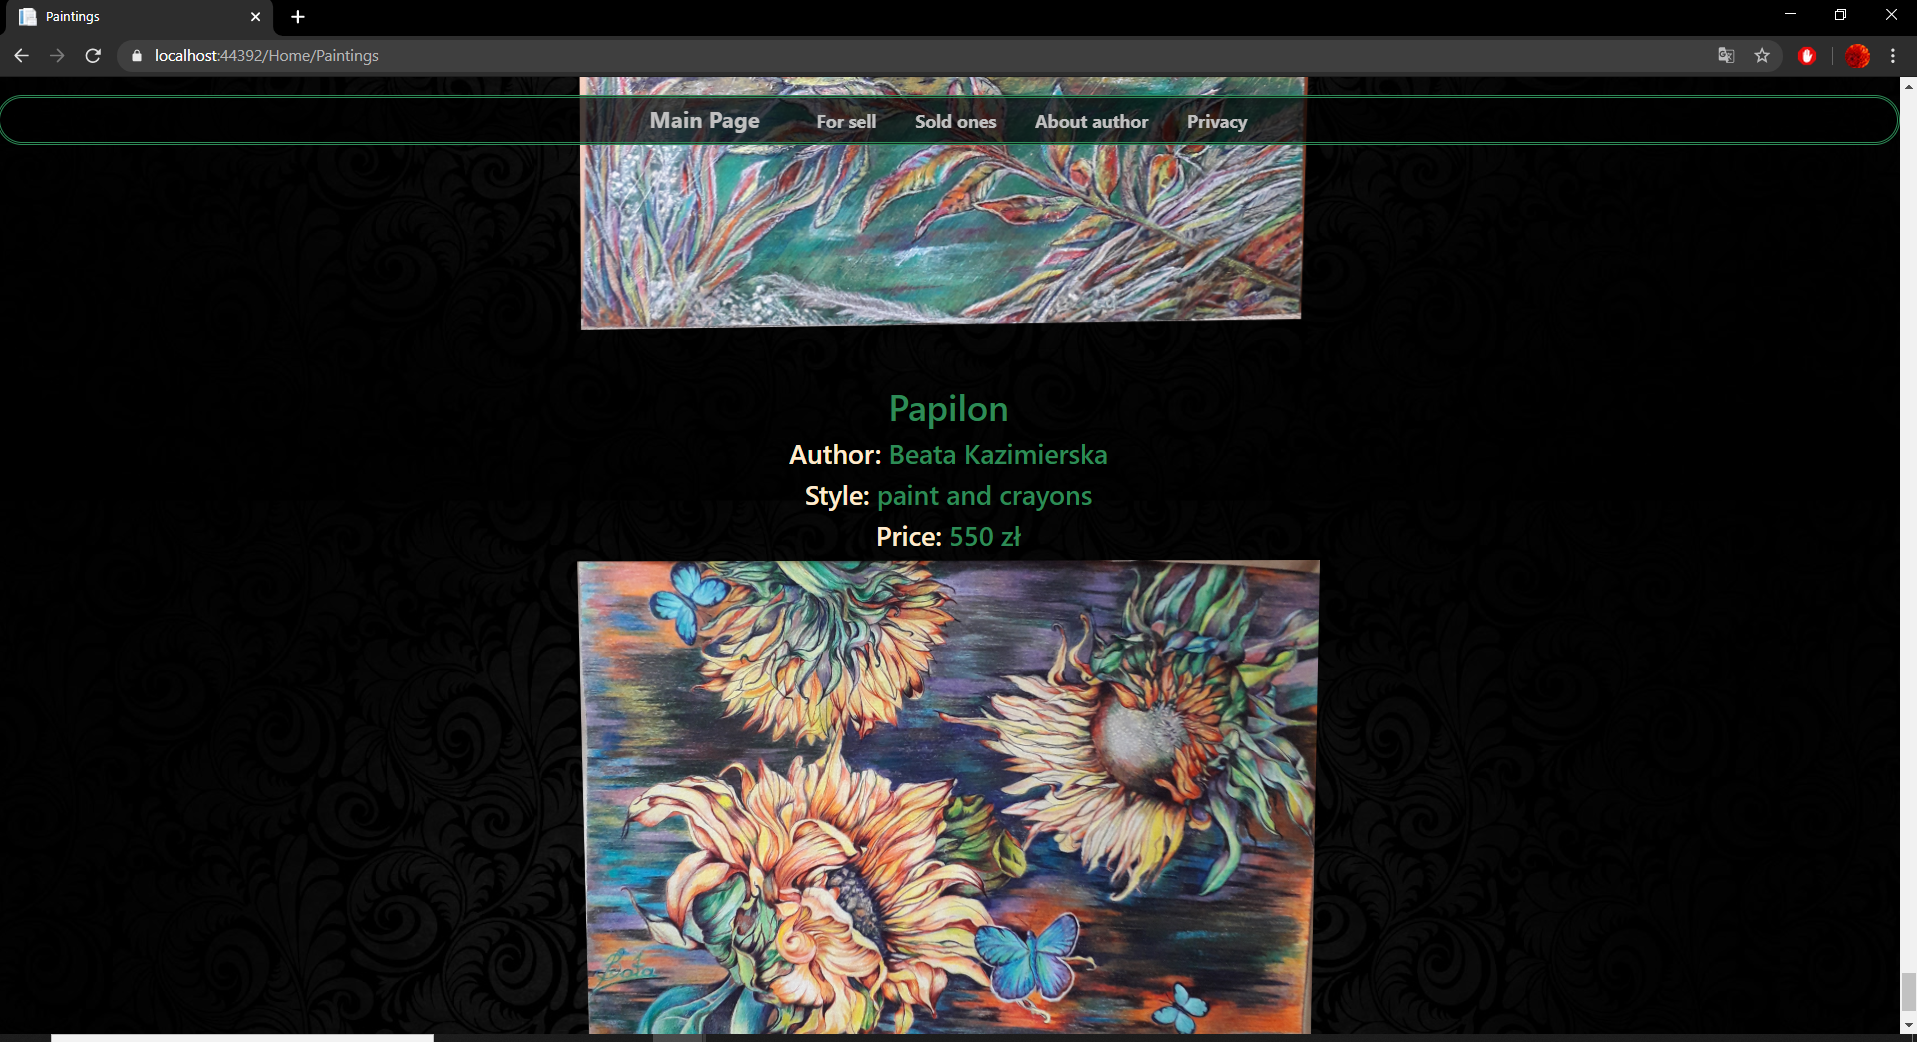 Paintings
localhost:44392/Home/Paintings
Main Page For sell Sold ones About author Privacy
Papilon
Author: Beata Kazimierska
Style: paint and crayons
Price: 550 zł
Beata